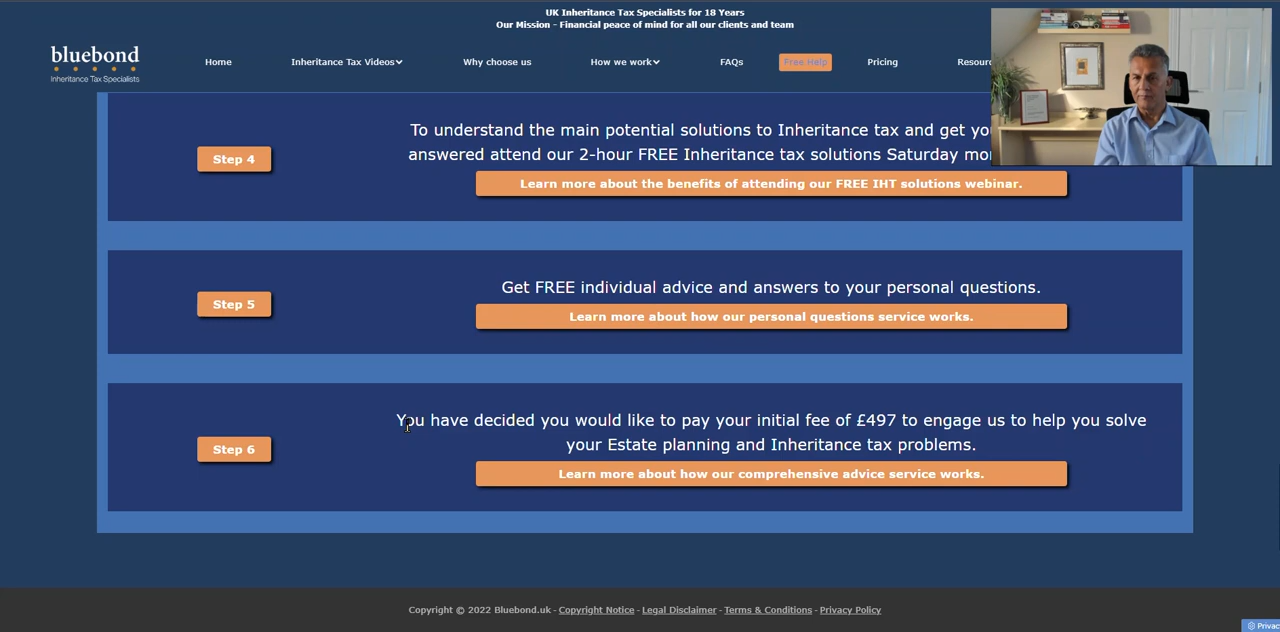 UK Inheritance Tax Specialists for 18 Years
Our Mission - Financial peace of mind for all our clients and team
bluebond
Inheritance Tax Specialists
Home
Inheritance Tax Videos
Why choose us
How we work
FAQs
Free Help
Pricing
Step 4
To understand the main potential solutions to Inheritance tax and get
answered attend our 2-hour FREE Inheritance tax solutions Saturday
Learn more about the benefits of attending our FREE IHT solutions webinar.
Step 5
Get FREE individual advice and answers to your personal questions.
Learn more about how our personal questions service works.
Step 6
You have decided you would like to pay your initial fee of £497 to engage us to help you solve
your Estate planning and Inheritance tax problems.
Learn more about how our comprehensive advice service works.
Copyright © 2022 Bluebond.uk - Copyright Notice - Legal Disclaimer - Terms & Conditions - Privacy Policy